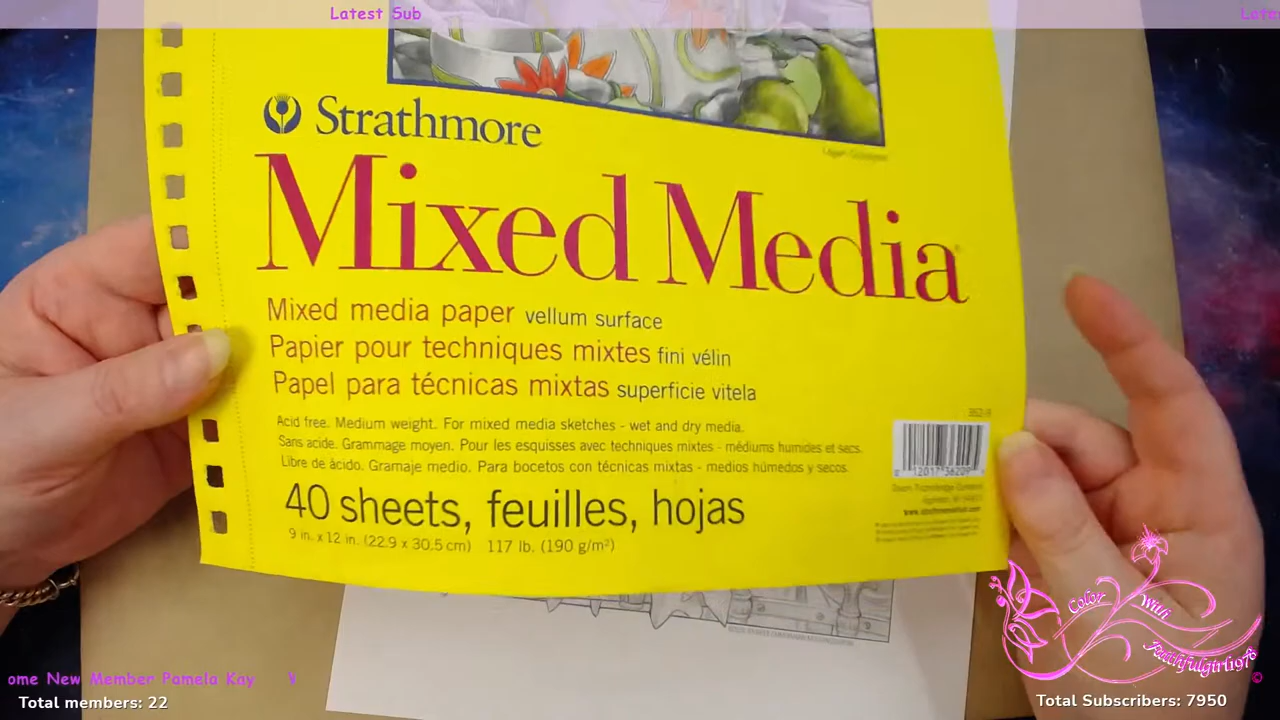 Latest Sub
Strathmore
Mixed Media
Mixed media paper vellum surface
Papier pour techniques mixtes fini vélin
Papel para técnicas mixtas superficie vitela
Acid free. Medium weight. For mixed media sketches - wet and dry media.
Sans acide. Grammage moyen. Pour les esquisses avec techniques mixtes - médiums humides et secs.
Libre de ácido. Gramaje medio. Para bocetos con técnicas mixtas - medios húmedos y secos.
40 sheets, feuilles, hojas
9 in. x 12 in. (22.9 x 30.5 cm) 117 lb. (190 g/m²)
Color With
ome New Member Pamela Kay
Total members: 22
Total Subscribers: 7950